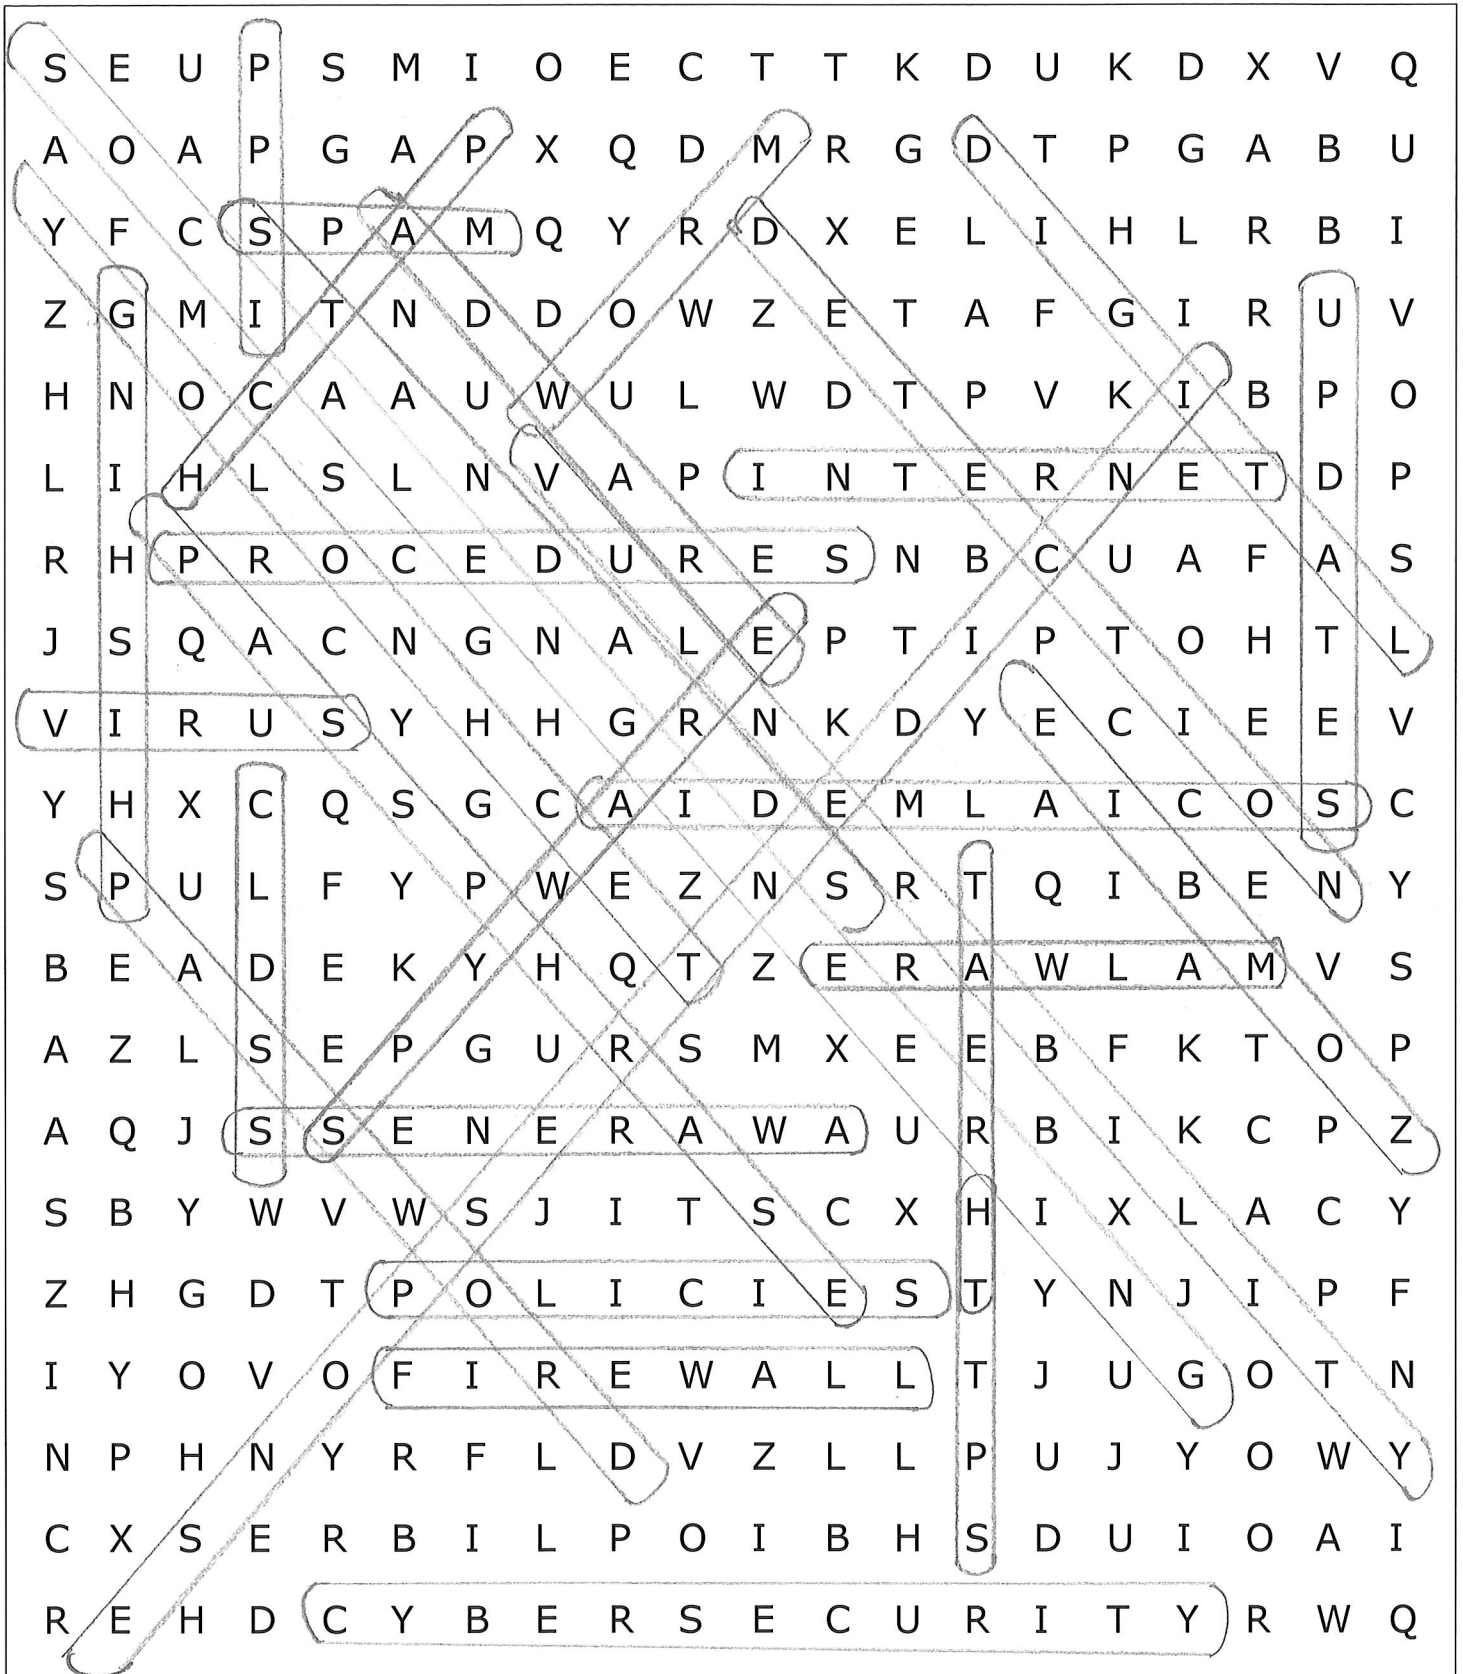 S E U P S M I O E C T T K D U K D X V Q
A O A P G A P X Q D M R G D T P G A B U
Y F C S P A M Q Y R D X E L I H L R B I
Z G M I T N D D O W Z E T A F G I R U V
H N O C A A U W U L W D T P V K I B P O
L I H L S L N V A P I N T E R N E T D P
R H P R O C E D U R E S N B C U A F A S
J S Q A C N G N A L E P T I P T O H T L
V I R U S Y H H G R N K D Y E C I E E V
Y H X C Q S G C A I D E M L A I C O S C
S P U L F Y P W E Z N S R T Q I B E N Y
B E A D E K Y H Q T Z E R A W L A M V S
A Z L S E P G U R S M X E E B F K T O P
A Q J S S E N E R A W A U R B I K C P Z
S B Y W V W S J I T S C X H I X L A C Y
Z H G D T P O L I C I E S T Y N J I P F
I Y O V O F I R E W A L L T J U G O T N
N P H N Y R F L D V Z L L P U J Y O W Y
C X S E R B I L P O I B H S D U I O A I
R E H D C Y B E R S E C U R I T Y R W Q